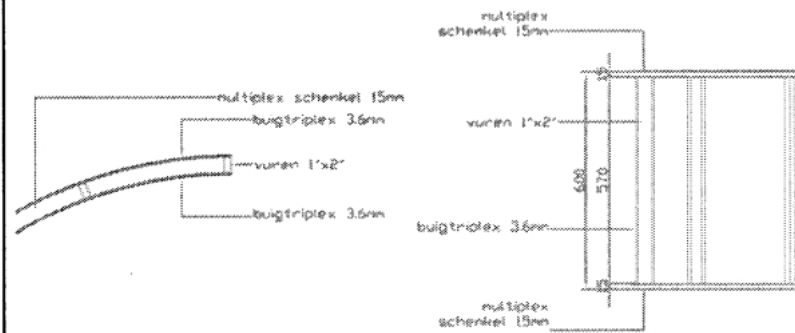 multiplex schenkel 15mm
buigtriplex 3.6mm
vuren 1"x2"
buigtriplex 3.6mm
multiplex
schenkel 15mm
15
vuren 1"x2"
600
570
buigtriplex 3.6mm
15
multiplex
schenkel 15mm